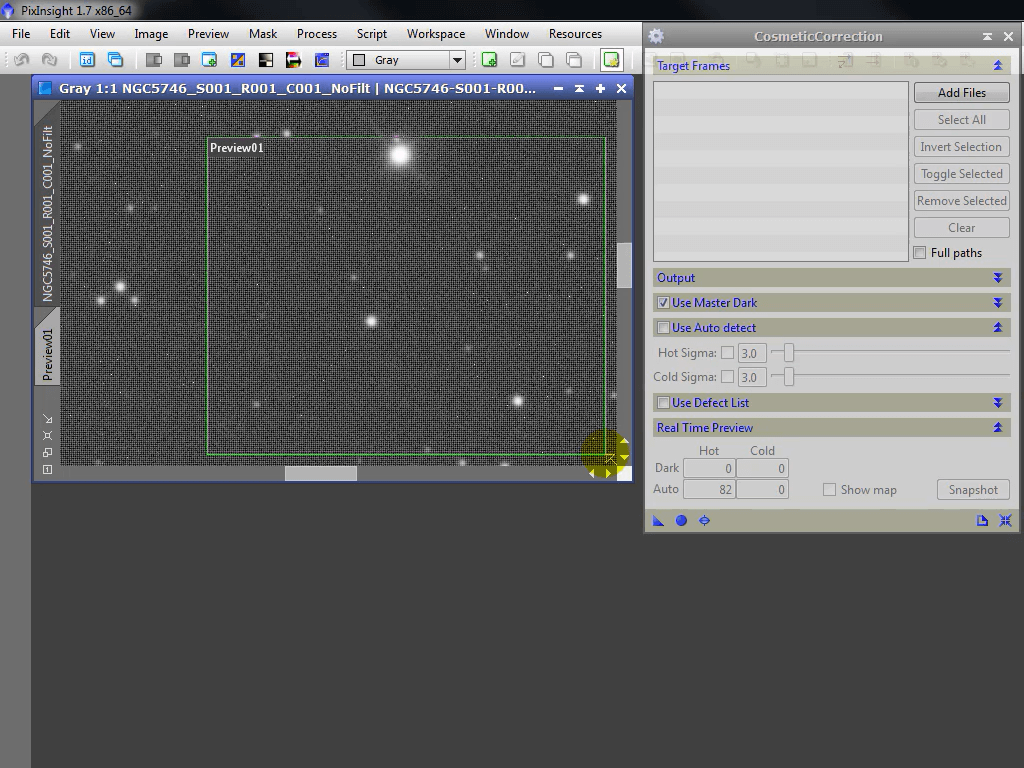 PixInsight 1.7 x86_64
File Edit View Image Preview Mask Process Script Workspace Window Resources
id
Gray
Gray 1:1 NGC5746_S001_R001_C001_NoFilt | NGC5746-S001-R00...
NGC5746_S001_R001_C001_NoFilt
Preview01
Preview01
CosmeticCorrection
Target Frames
Add Files
Select All
Invert Selection
Toggle Selected
Remove Selected
Clear
Full paths
Output
Use Master Dark
Use Auto detect
Hot Sigma: 3.0
Cold Sigma: 3.0
Use Defect List
Real Time Preview
Hot Cold
Dark 0 0
Auto 82 0 Show map Snapshot